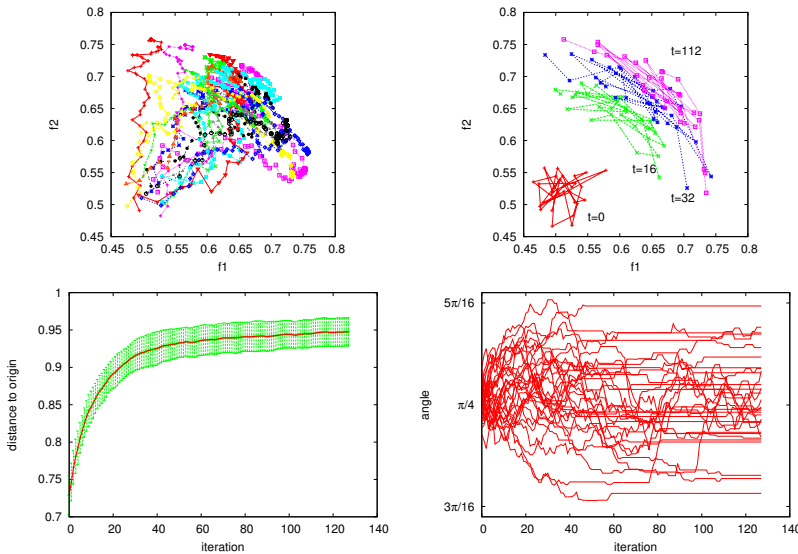 0.8
0.75
0.7
0.65
0.6
0.55
0.5
0.45
0.45 0.5 0.55 0.6 0.65 0.7 0.75 0.8
f2
f1
0.8
0.75
0.7
0.65
0.6
0.55
0.5
0.45
0.45 0.5 0.55 0.6 0.65 0.7 0.75 0.8
f2
f1
t=112
t=16
t=32
t=0
1
0.95
0.9
0.85
0.8
0.75
0.7
0 20 40 60 80 100 120 140
distance to origin
iteration
5π/16
π/4
3π/16
0 20 40 60 80 100 120 140
angle
iteration